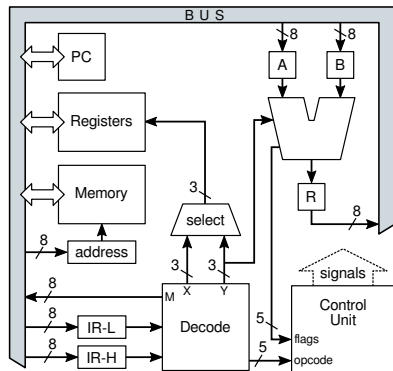 BUS
8
8
PC
A
B
Registers
3
R
Memory
select
8
8
address
3
3
signals
8
M
X
Y
Control
Unit
8
IR-L
Decode
5
flags
8
IR-H
5
opcode